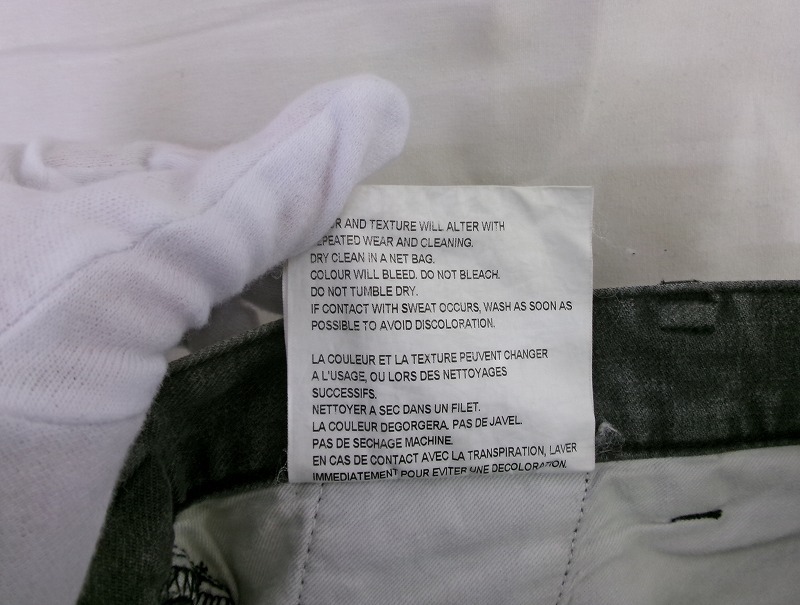 AND TEXTURE WILL ALTER WITH
REPEATED WEAR AND CLEANING.
DRY CLEAN IN A NET BAG.
COLOUR WILL BLEED. DO NOT BLEACH.
DO NOT TUMBLE DRY.
IF CONTACT WITH SWEAT OCCURS, WASH AS SOON AS
POSSIBLE TO AVOID DISCOLORATION.
LA COULEUR ET LA TEXTURE PEUVENT CHANGER
A L'USAGE, OU LORS DES NETTOYAGES
SUCCESSIFS.
NETTOYER A SEC DANS UN FILET.
LA COULEUR DEGORGERA. PAS DE JAVEL.
PAS DE SECHAGE MACHINE.
EN CAS DE CONTACT AVEC LA TRANSPIRATION, LAVER
IMMEDIATEMENT POUR EVITER UNE DECOLORATION.